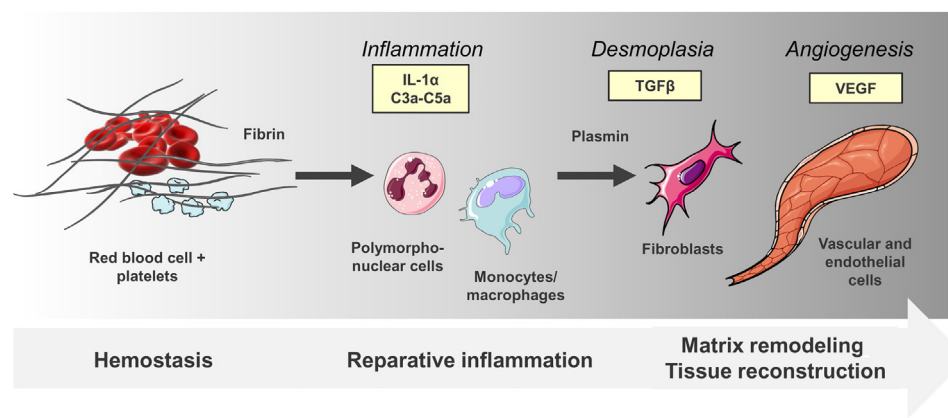 Inflammation
Desmoplasia
Angiogenesis
IL-1α
C3a-C5a
TGFβ
VEGF
Fibrin
Plasmin
Red blood cell +
platelets
Polymorpho-
nuclear cells
Monocytes/
macrophages
Fibroblasts
Vascular and
endothelial
cells
Hemostasis
Reparative inflammation
Matrix remodeling
Tissue reconstruction